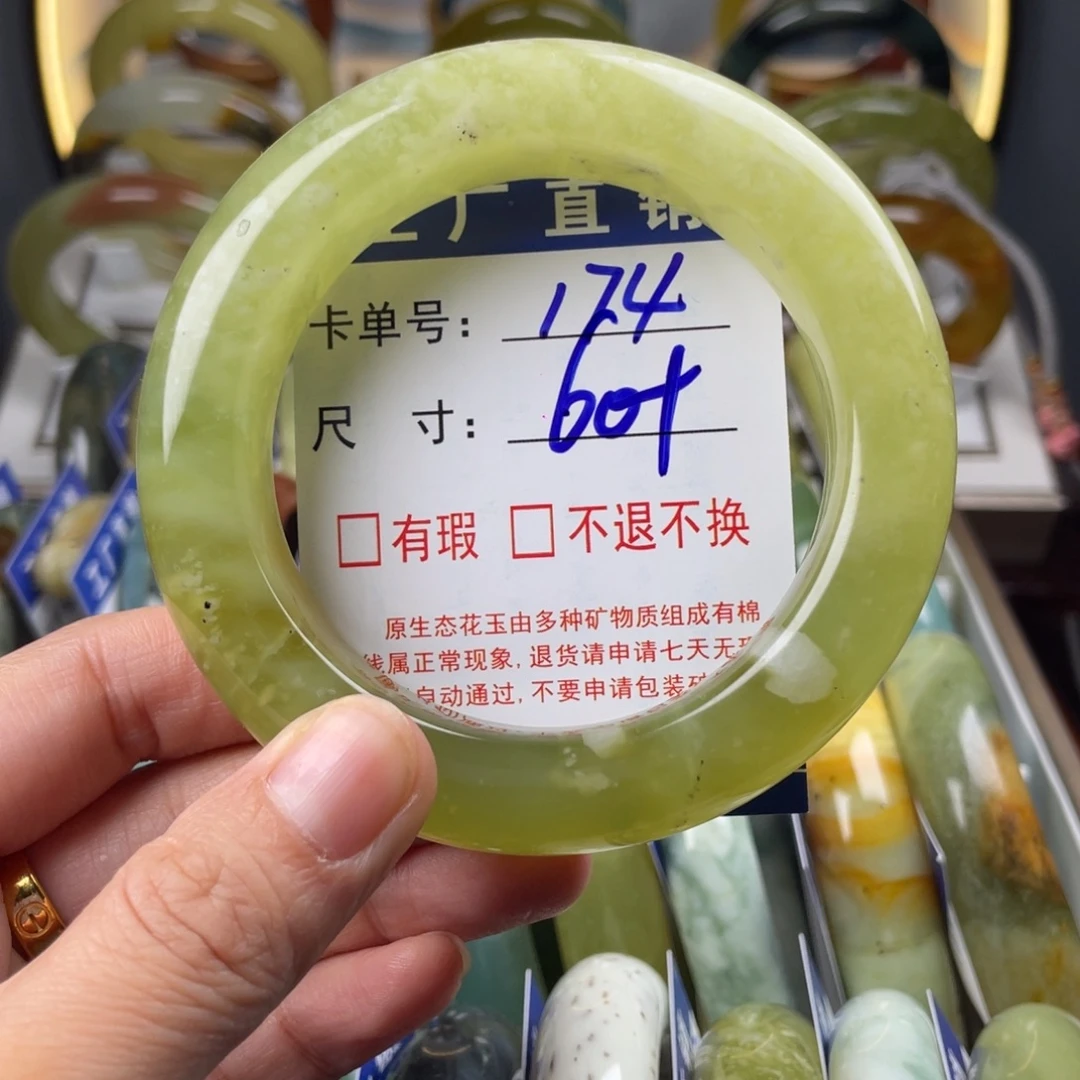 工厂直销
卡单号: 174
尺 寸: 60+
有瑕 不退不换
原生态花玉由多种矿物质组成有棉
线属正常现象,退货请申请七天无
自动通过,不要申请包装破